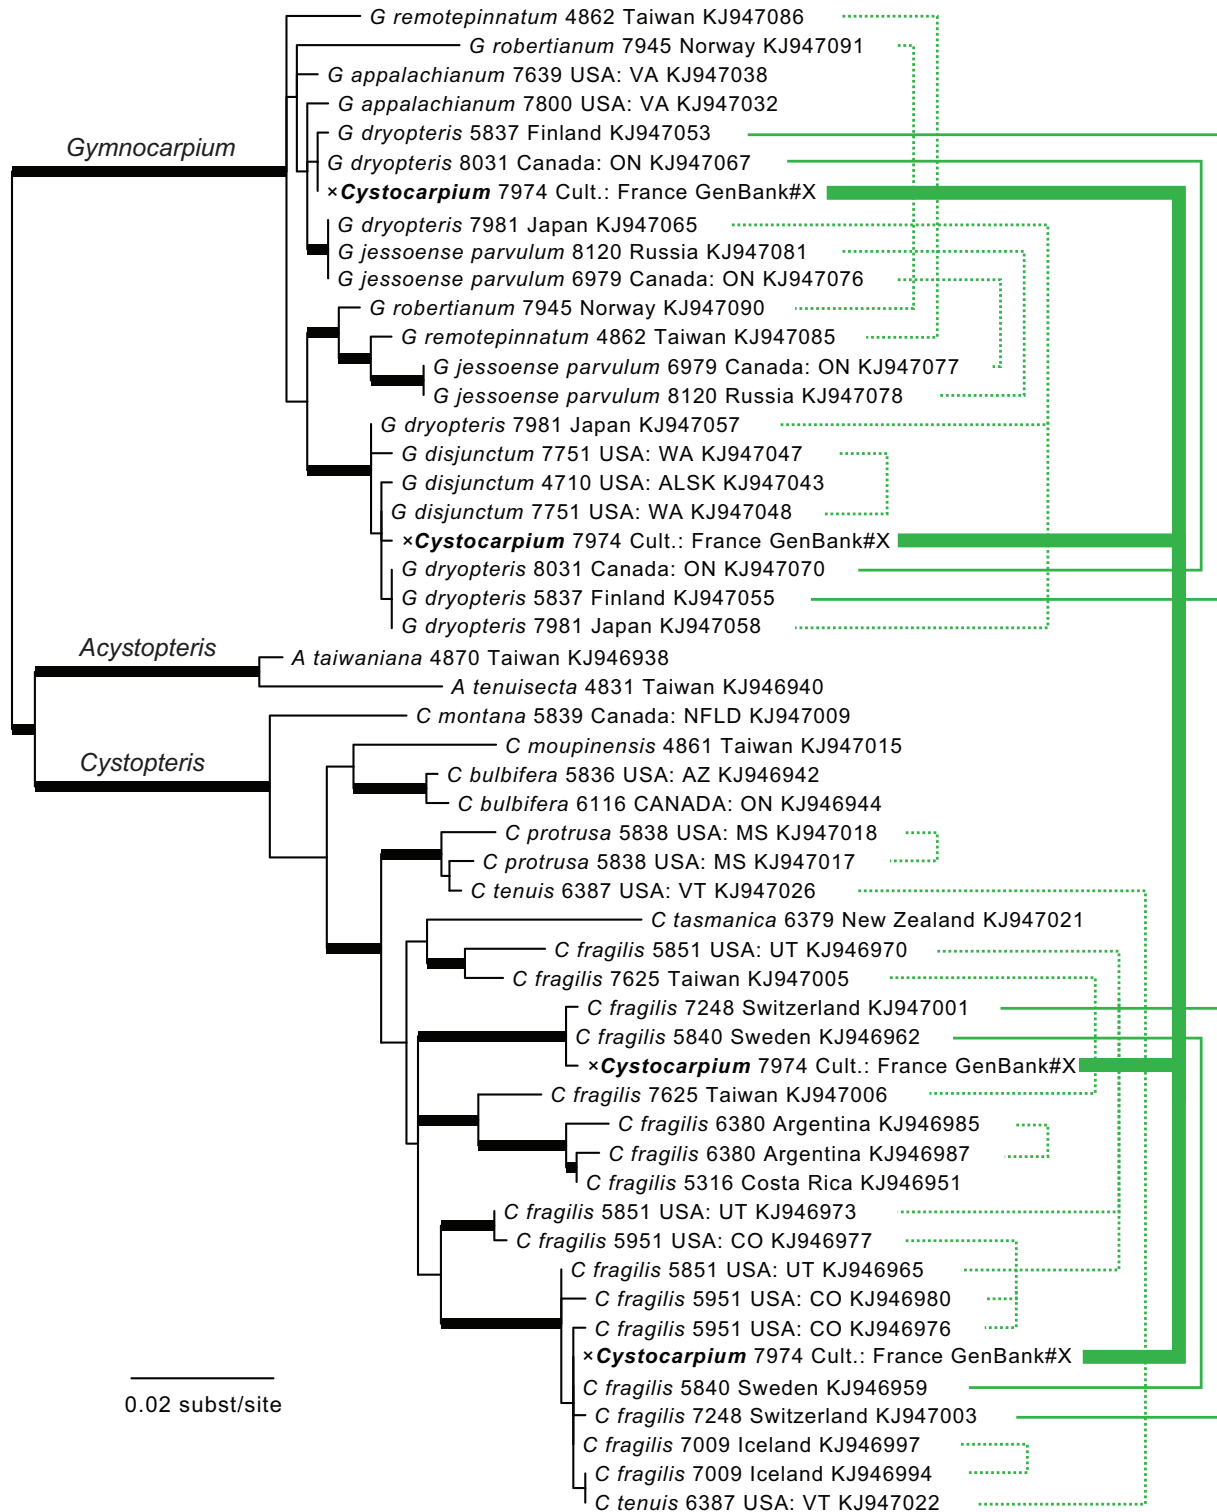 G remotepinnatum 4862 Taiwan KJ947086
G robertianum 7945 Norway KJ947091
G appalachianum 7639 USA: VA KJ947038
G appalachianum 7800 USA: VA KJ947032
G dryopteris 5837 Finland KJ947053
Gymnocarpium
G dryopteris 8031 Canada: ON KJ947067
×Cystocarpium 7974 Cult.: France GenBank#X
G dryopteris 7981 Japan KJ947065
G jessoense parvulum 8120 Russia KJ947081
G jessoense parvulum 6979 Canada: ON KJ947076
G robertianum 7945 Norway KJ947090
G remotepinnatum 4862 Taiwan KJ947085
G jessoense parvulum 6979 Canada: ON KJ947077
G jessoense parvulum 8120 Russia KJ947078
G dryopteris 7981 Japan KJ947057
G disjunctum 7751 USA: WA KJ947047
G disjunctum 4710 USA: ALSK KJ947043
G disjunctum 7751 USA: WA KJ947048
×Cystocarpium 7974 Cult.: France GenBank#X
G dryopteris 8031 Canada: ON KJ947070
G dryopteris 5837 Finland KJ947055
G dryopteris 7981 Japan KJ947058
Acystopteris
A taiwaniana 4870 Taiwan KJ946938
A tenuisecta 4831 Taiwan KJ946940
C montana 5839 Canada: NFLD KJ947009
C moupinensis 4861 Taiwan KJ947015
Cystopteris
C bulbifera 5836 USA: AZ KJ946942
C bulbifera 6116 CANADA: ON KJ946944
C protrusa 5838 USA: MS KJ947018
C protrusa 5838 USA: MS KJ947017
C tenuis 6387 USA: VT KJ947026
C tasmanica 6379 New Zealand KJ947021
C fragilis 5851 USA: UT KJ946970
C fragilis 7625 Taiwan KJ947005
C fragilis 7248 Switzerland KJ947001
C fragilis 5840 Sweden KJ946962
×Cystocarpium 7974 Cult.: France GenBank#X
C fragilis 7625 Taiwan KJ947006
C fragilis 6380 Argentina KJ946985
C fragilis 6380 Argentina KJ946987
C fragilis 5316 Costa Rica KJ946951
C fragilis 5851 USA: UT KJ946973
C fragilis 5951 USA: CO KJ946977
C fragilis 5851 USA: UT KJ946965
C fragilis 5951 USA: CO KJ946980
C fragilis 5951 USA: CO KJ946976
×Cystocarpium 7974 Cult.: France GenBank#X
C fragilis 5840 Sweden KJ946959
0.02 subst/site
C fragilis 7248 Switzerland KJ947003
C fragilis 7009 Iceland KJ946997
C fragilis 7009 Iceland KJ946994
C tenuis 6387 USA: VT KJ947022